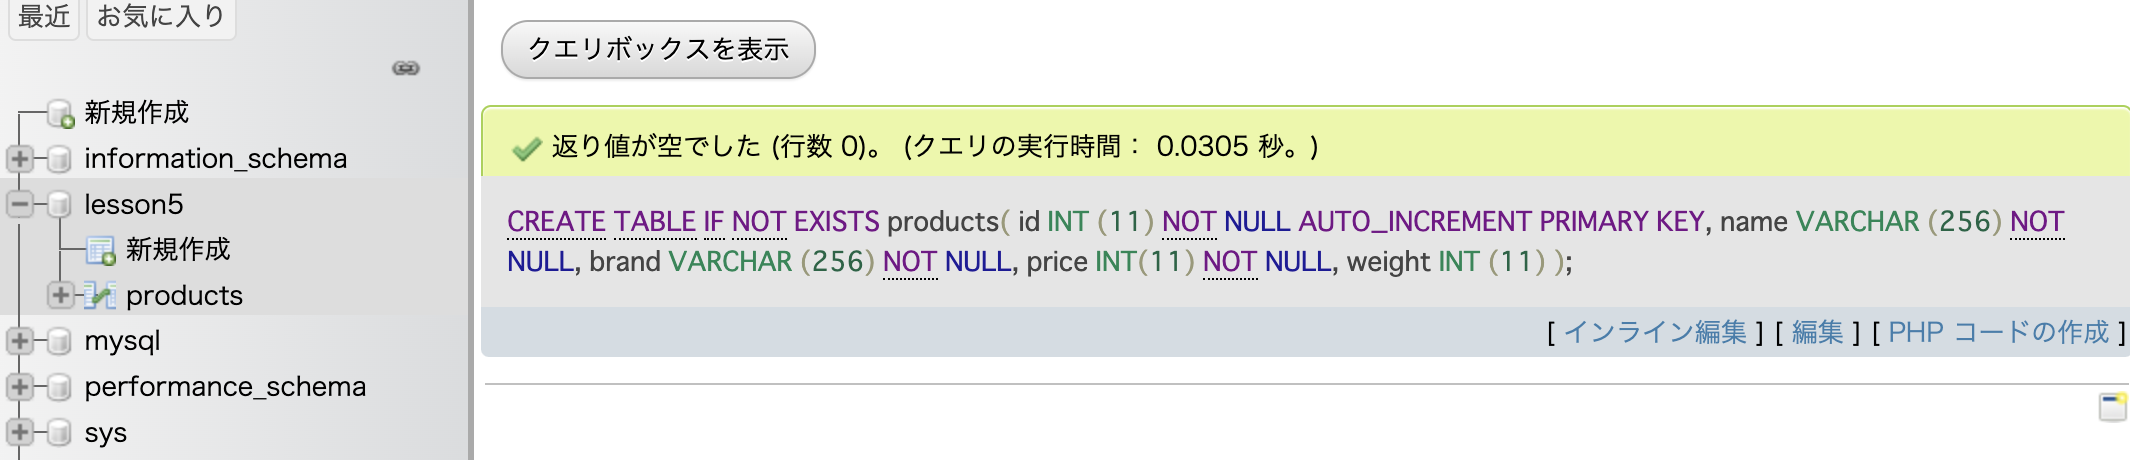 最近 お気に入り
新規作成
information_schema
lesson5
新規作成
products
mysql
performance_schema
sys
クエリボックスを表示
返り値が空でした (行数 0)。 (クエリの実行時間： 0.0305 秒。)
CREATE TABLE IF NOT EXISTS products( id INT (11) NOT NULL AUTO_INCREMENT PRIMARY KEY, name VARCHAR (256) NOT
NULL, brand VARCHAR (256) NOT NULL, price INT(11) NOT NULL, weight INT (11) );
[ インライン編集 ] [ 編集 ] [ PHP コードの作成 ]